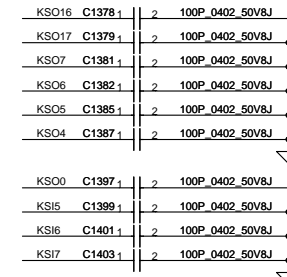 KSO16 C1378 1 2 100P_0402_50V8J
KSO17 C1379 1 2 100P_0402_50V8J
KSO7 C1381 1 2 100P_0402_50V8J
KSO6 C1382 1 2 100P_0402_50V8J
KSO5 C1385 1 2 100P_0402_50V8J
KSO4 C1387 1 2 100P_0402_50V8J
KSO0 C1397 1 2 100P_0402_50V8J
KSI5 C1399 1 2 100P_0402_50V8J
KSI6 C1401 1 2 100P_0402_50V8J
KSI7 C1403 1 2 100P_0402_50V8J